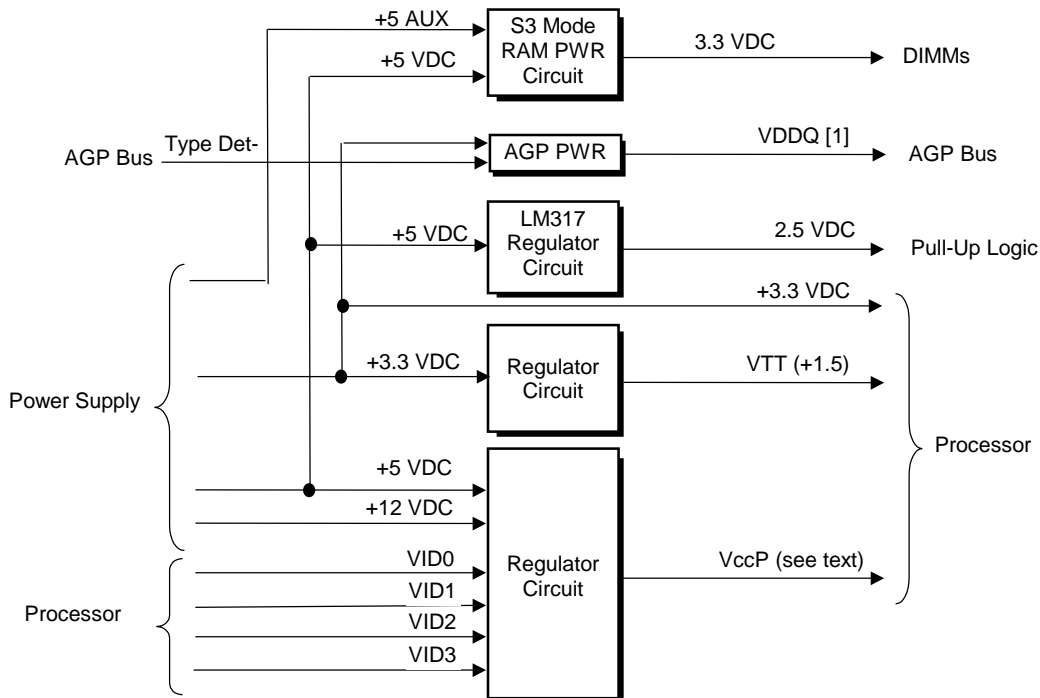 +5 AUX
S3 Mode
RAM PWR
Circuit
3.3 VDC
DIMMs
+5 VDC
AGP Bus
Type Det-
AGP PWR
VDDQ [1]
AGP Bus
+5 VDC
LM317
Regulator
Circuit
2.5 VDC
Pull-Up Logic
+3.3 VDC
+3.3 VDC
Regulator
Circuit
VTT (+1.5)
Power Supply
Processor
+5 VDC
+12 VDC
VID0
VID1
VID2
VID3
Regulator
Circuit
VccP (see text)
Processor